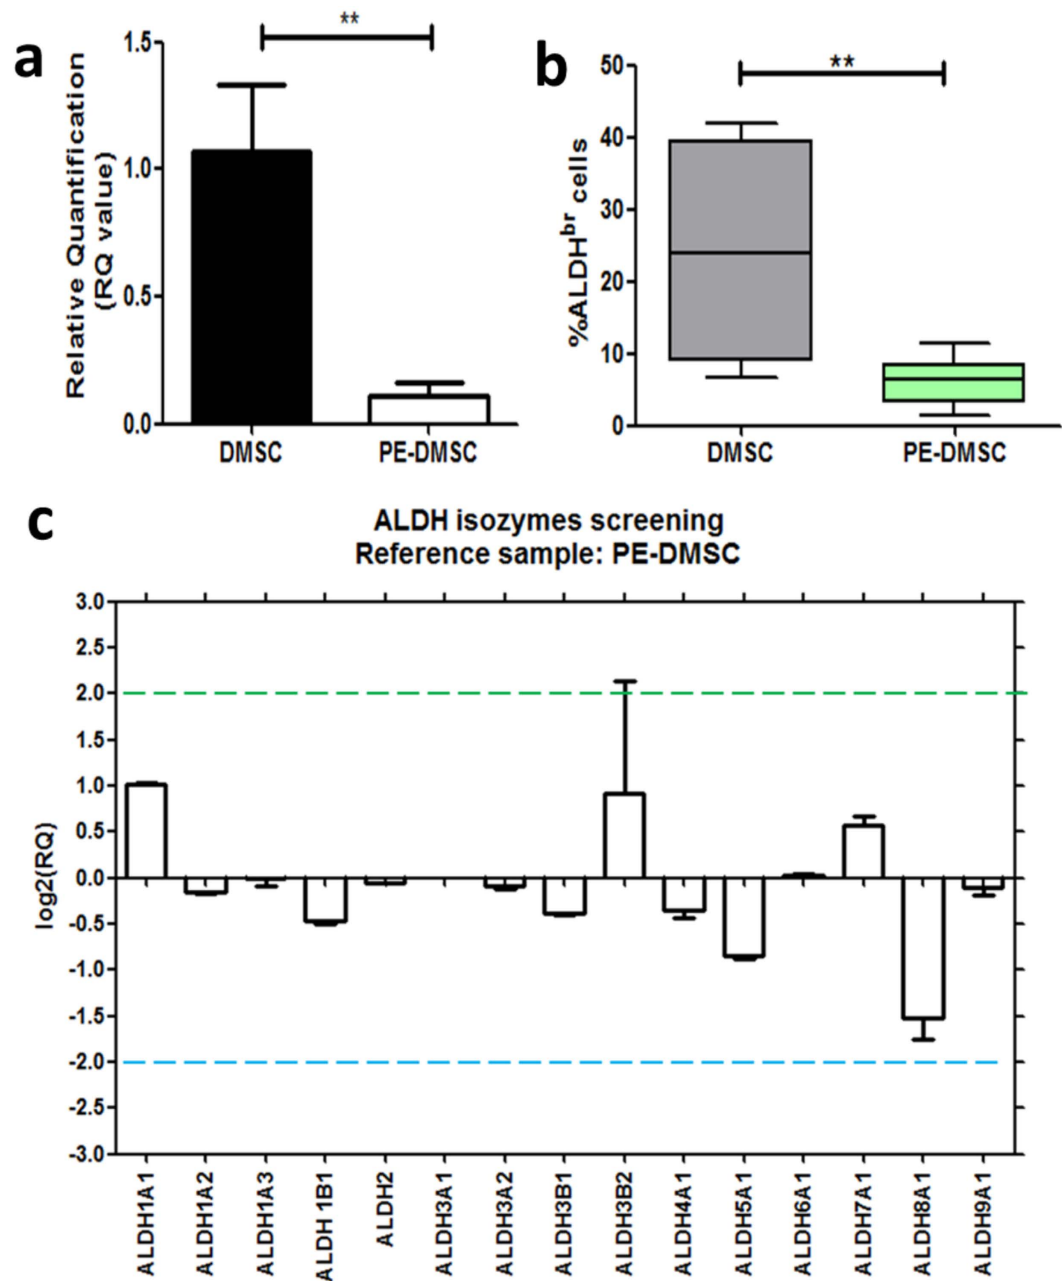 a
**
Relative Quantification
(RQ value)
1.5
1.0
0.5
0.0
DMSC
PE-DMSC
b
**
%ALDHbr cells
50
40
30
20
10
0
DMSC
PE-DMSC
c
ALDH isozymes screening
Reference sample: PE-DMSC
log2(RQ)
3.0
2.5
2.0
1.5
1.0
0.5
0.0
-0.5
-1.0
-1.5
-2.0
-2.5
-3.0
ALDH1A1
ALDH1A2
ALDH1A3
ALDH 1B1
ALDH2
ALDH3A1
ALDH3A2
ALDH3B1
ALDH3B2
ALDH4A1
ALDH5A1
ALDH6A1
ALDH7A1
ALDH8A1
ALDH9A1